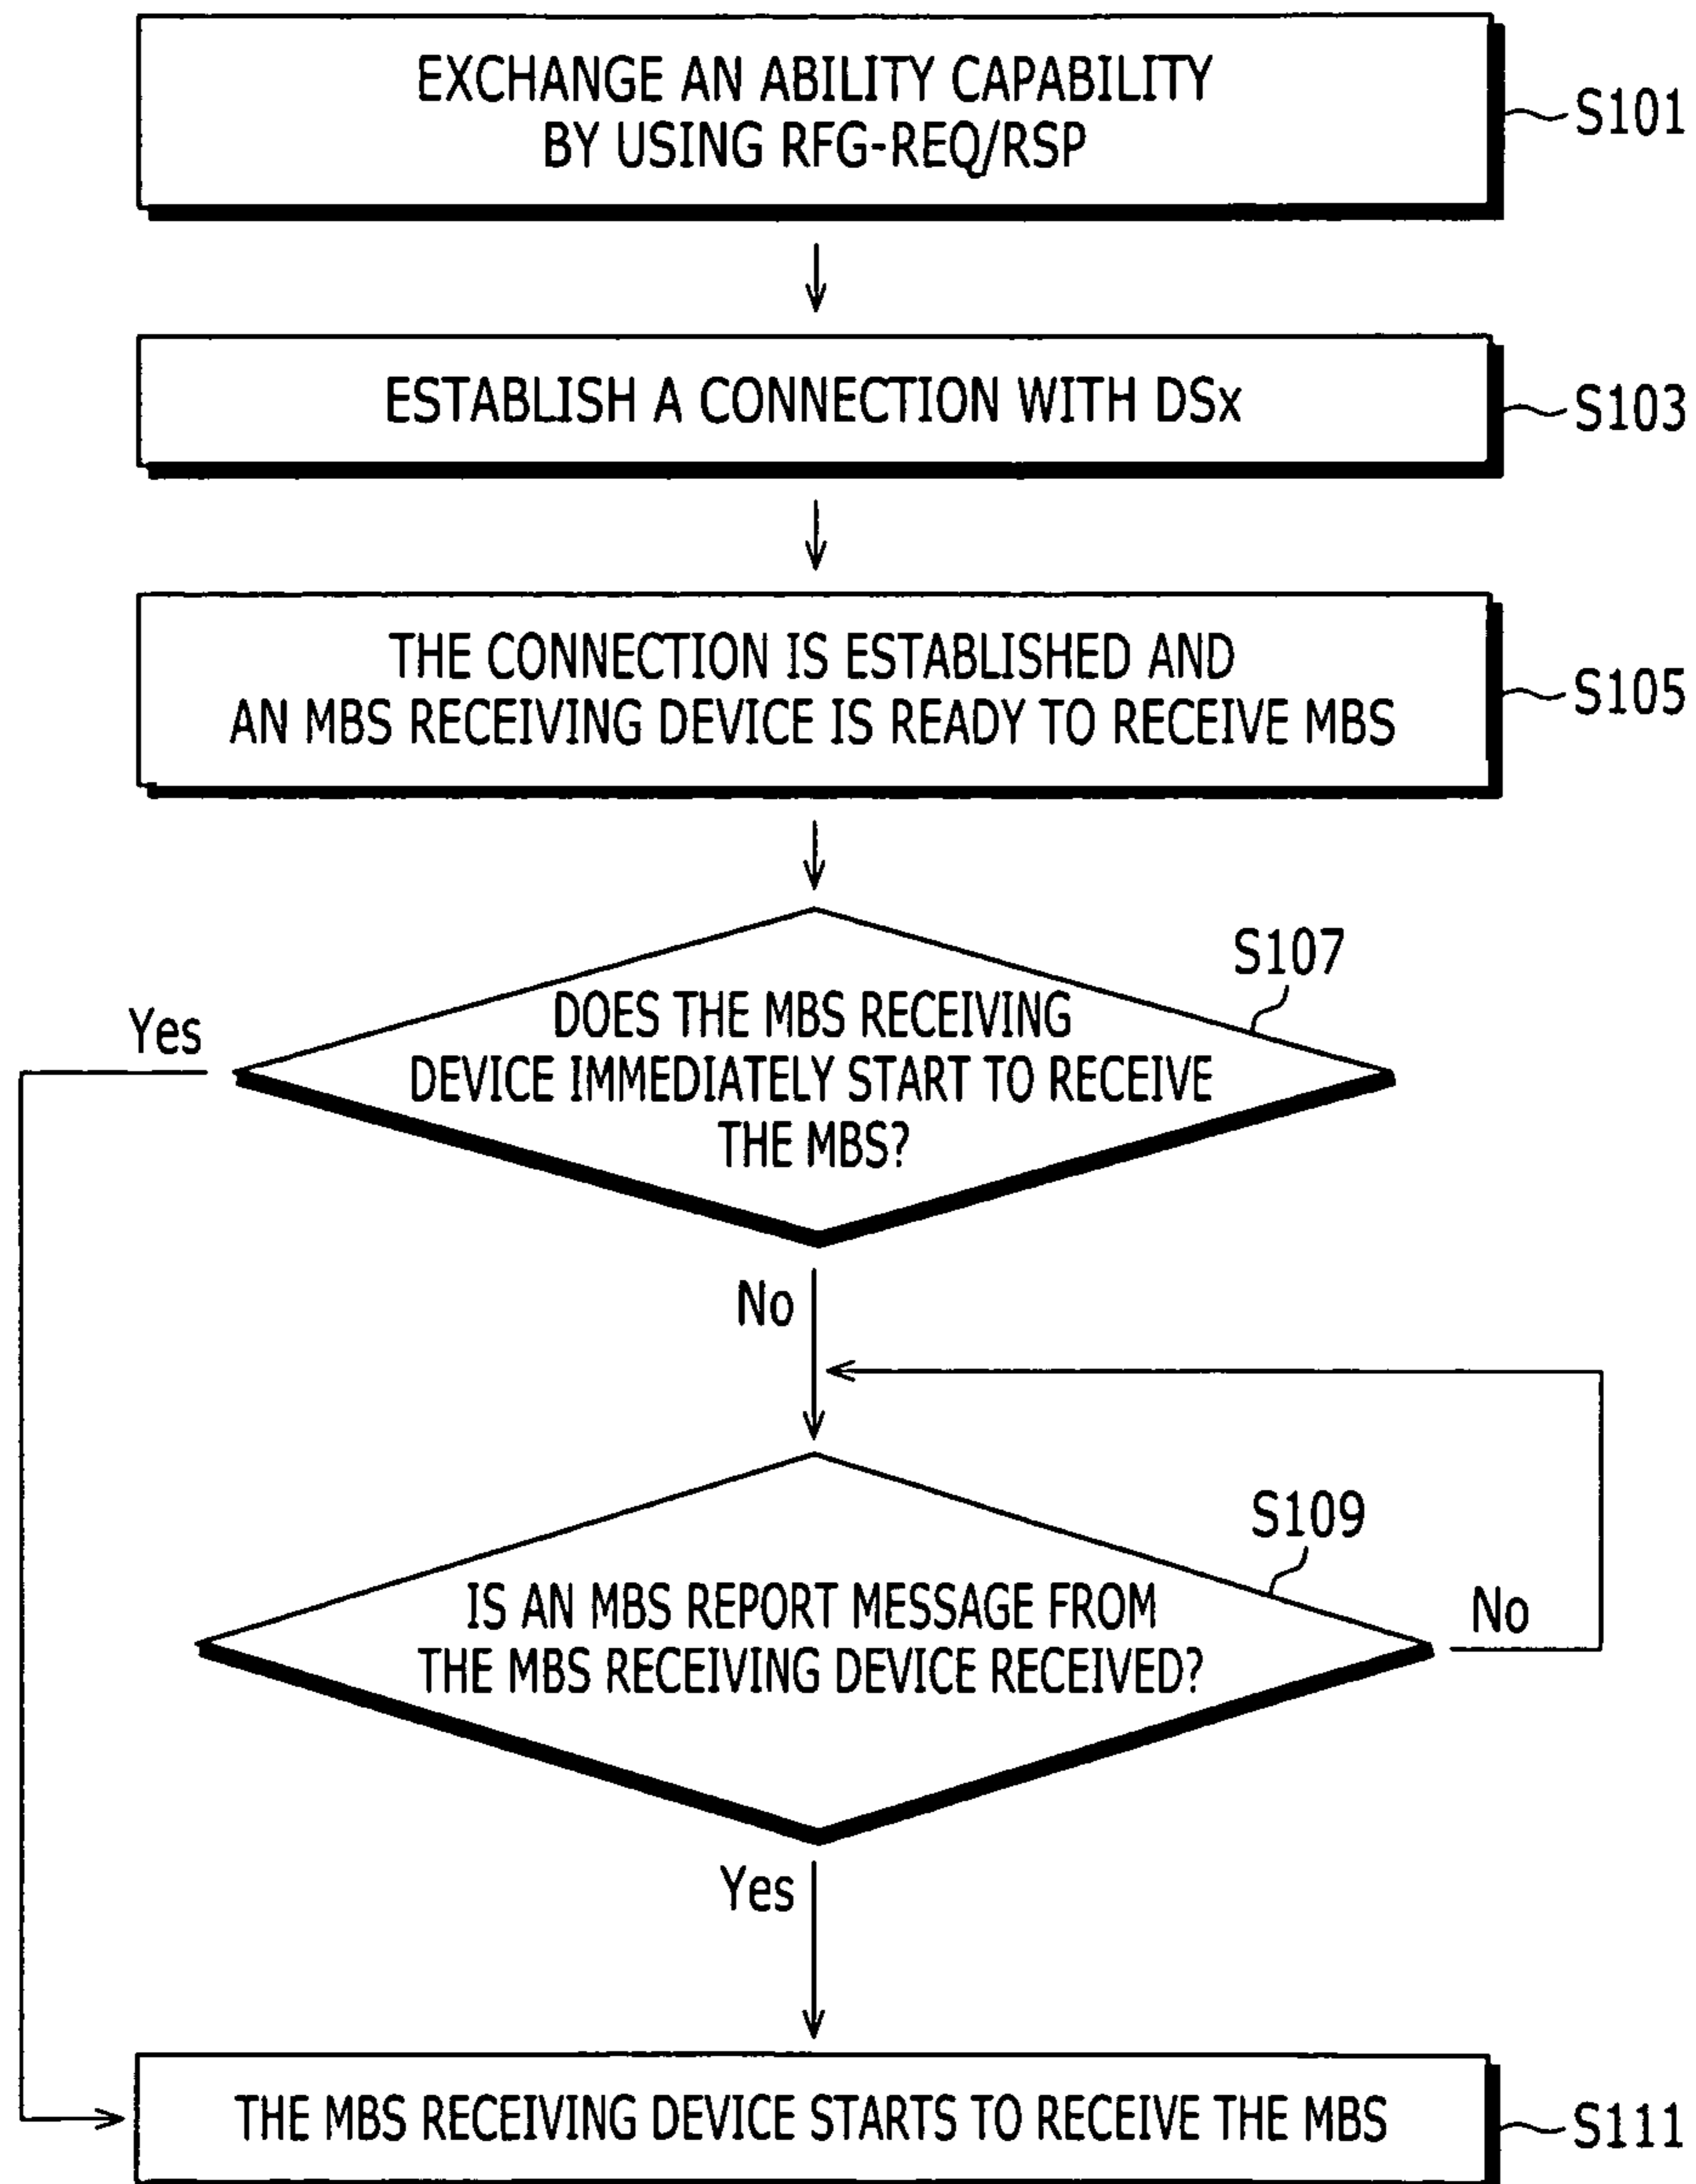 EXCHANGE AN ABILITY CAPABILITY
BY USING RFG-REQ/RSP
S101
ESTABLISH A CONNECTION WITH DSx
S103
THE CONNECTION IS ESTABLISHED AND
AN MBS RECEIVING DEVICE IS READY TO RECEIVE MBS
S105
S107
Yes
DOES THE MBS RECEIVING
DEVICE IMMEDIATELY START TO RECEIVE
THE MBS?
No
S109
IS AN MBS REPORT MESSAGE FROM
THE MBS RECEIVING DEVICE RECEIVED?
No
Yes
THE MBS RECEIVING DEVICE STARTS TO RECEIVE THE MBS
S111